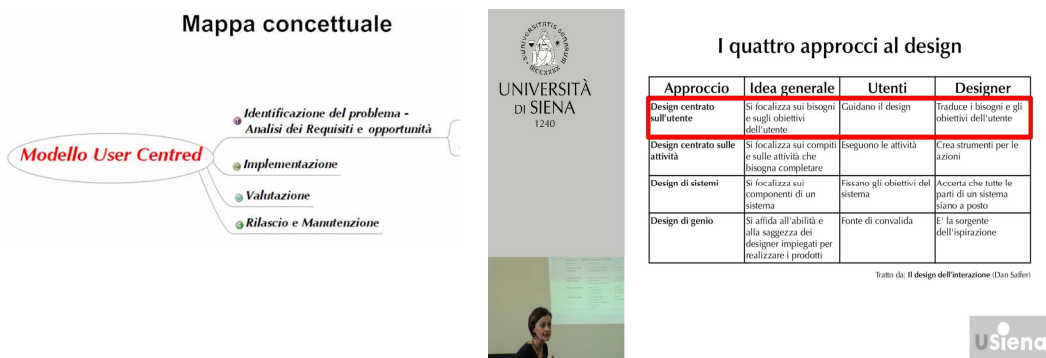 Mappa concettuale
Modello User Centred
Identificazione del problema -
Analisi dei Requisiti e opportunità
Implementazione
Valutazione
Rilascio e Manutenzione
UNIVERSITÀ
DI SIENA
1240
I quattro approcci al design
Approccio Idea generale Utenti Designer
Design centrato
sull'utente
Si focalizza sui bisogni
e sugli obiettivi
dell'utente
Guidano il design
Traduce i bisogni e gli
obiettivi dell'utente
Design centrato sulle
attività
Si focalizza sui compiti
e sulle attività che
bisogna completare
Eseguono le attività
Crea strumenti per le
azioni
Design di sistemi
Si focalizza sui
componenti di un
sistema
Fissano gli obiettivi del
sistema
Accerta che tutte le
parti di un sistema
siano a posto
Design di genio
Si affida all'abilità e
alla saggezza dei
designer impiegati per
realizzare i prodotti
Fonte di convalida
E' la sorgente
dell'ispirazione
Tratto da: Il design dell'interazione (Dan Saffer)
USiena